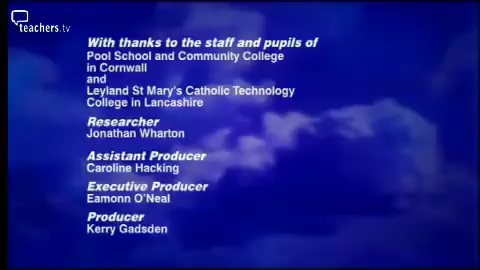 teachers.tv
With thanks to the staff and pupils of
Pool School and Community College
in Cornwall
and
Leyland St Mary's Catholic Technology
College in Lancashire
Researcher
Jonathan Wharton
Assistant Producer
Caroline Hacking
Executive Producer
Eamonn O'Neal
Producer
Kerry Gadsden